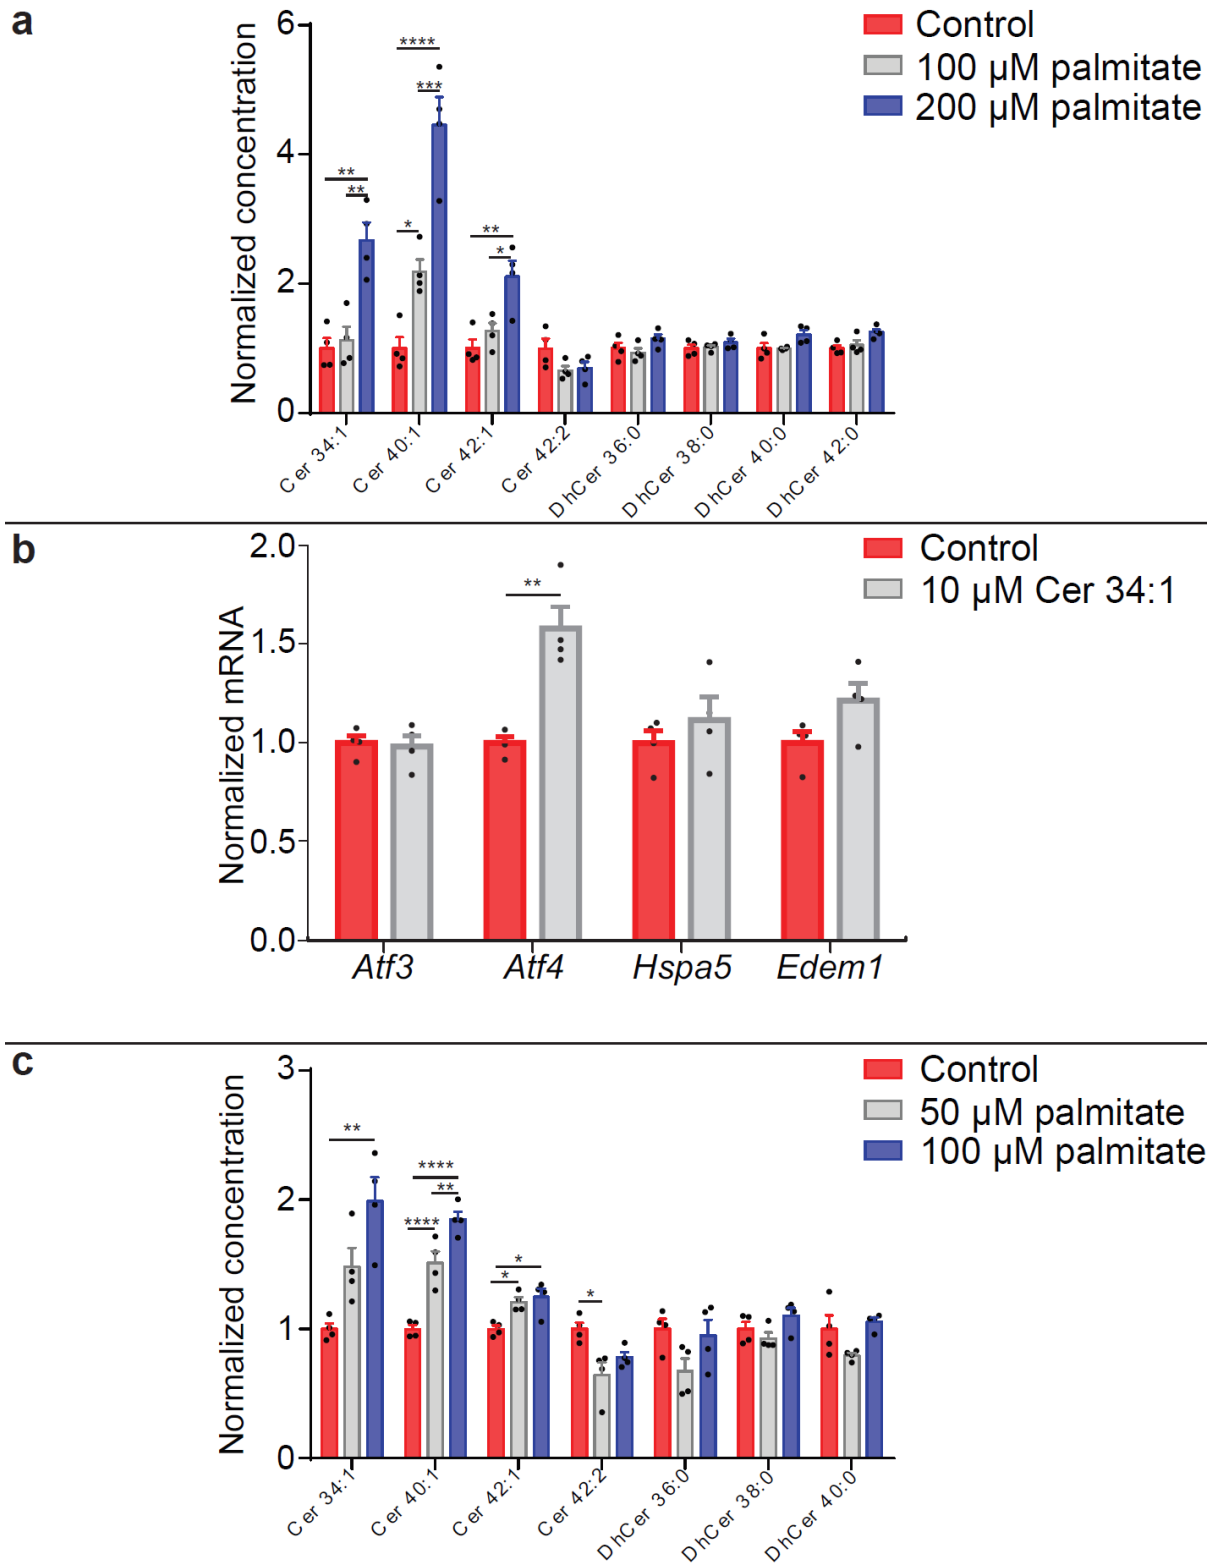 a
Normalized concentration
6
4
2
0
**
**
*
****
***
**
*
Control
100 µM palmitate
200 µM palmitate
Cer 34:1
Cer 40:1
Cer 42:1
Cer 42:2
DhCer 36:0
DhCer 38:0
DhCer 40:0
DhCer 42:0
b
Normalized mRNA
2.0
1.5
1.0
0.5
0.0
**
Control
10 µM Cer 34:1
Atf3
Atf4
Hspa5
Edem1
c
Normalized concentration
3
2
1
0
**
****
**
****
*
*
*
Control
50 µM palmitate
100 µM palmitate
Cer 34:1
Cer 40:1
Cer 42:1
Cer 42:2
DhCer 36:0
DhCer 38:0
DhCer 40:0